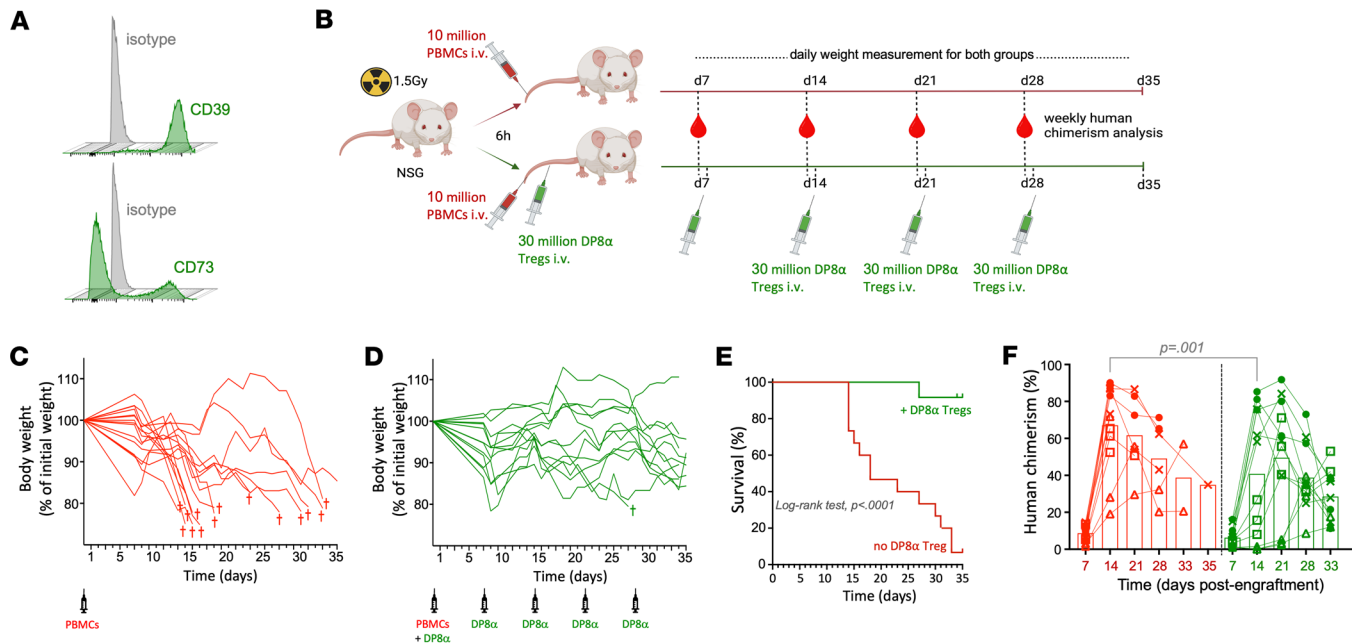 A
isotype
CD39
isotype
CD73
B
10 million
PBMCs i.v.
1.5Gy
6h
NSG
10 million
PBMCs i.v.
30 million DP8α
Tregs i.v.
daily weight measurement for both groups
d7 d14 d21 d28 d35
weekly human
chimerism analysis
d7 d14 d21 d28 d35
30 million DP8α
Tregs i.v.
30 million DP8α
Tregs i.v.
30 million DP8α
Tregs i.v.
C
Body weight
(% of initial weight)
110
100
90
80
1 5 10 15 20 25 30 35
Time (days)
PBMCs
D
Body weight
(% of initial weight)
110
100
90
80
1 5 10 15 20 25 30 35
Time (days)
PBMCs
+ DP8α
DP8α
DP8α
DP8α
DP8α
E
Survival (%)
100
80
60
40
20
0
+ DP8α Tregs
Log-rank test, p<.0001
no DP8α Treg
0 10 20 30 35
Time (days)
F
p=.001
Human chimerism (%)
100
80
60
40
20
0
7 14 21 28 33 35 7 14 21 28 33
Time (days post-engraftment)